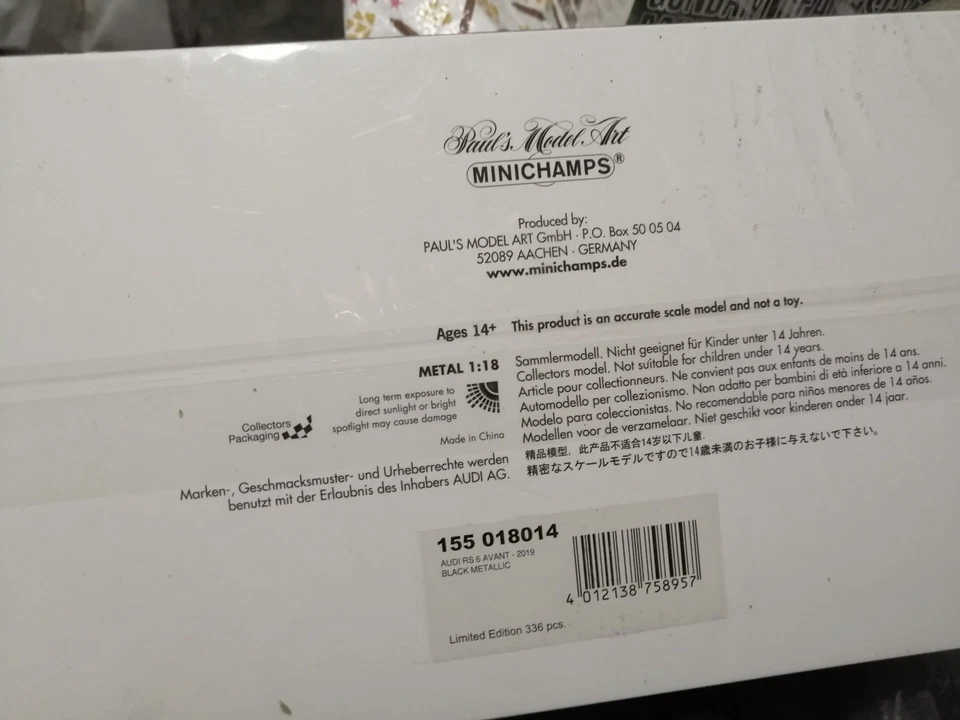 Paul's Model Art
MINICHAMPS®
Produced by:
PAUL'S MODEL ART GmbH · P.O. Box 50 05 04
52089 AACHEN · GERMANY
www.minichamps.de
Ages 14+ This product is an accurate scale model and not a toy.
METAL 1:18
Long term exposure to
direct sunlight or bright
spotlight may cause damage
Collectors
Packaging
Made in China
Sammlermodell. Nicht geeignet für Kinder unter 14 Jahren.
Collectors model. Not suitable for children under 14 years.
Article pour collectionneurs. Ne convient pas aux enfants de moins de 14 ans.
Automodello per collezionismo. Non adatto per bambini di età inferiore a 14 anni.
Modelo para coleccionistas. No recomendable para niños menores de 14 años.
Modellen voor de verzamelaar. Niet geschikt voor kinderen onder 14 jaar.
精品模型，此产品不适合14岁以下儿童.
精密なスケールモデルですので14歳未満のお子様に与えないで下さい。
Marken-, Geschmacksmuster- und Urheberrechte werden
benutzt mit der Erlaubnis des Inhabers AUDI AG.
155 018014
AUDI RS 6 AVANT - 2019
BLACK METALLIC
4 012138 758957
Limited Edition 336 pcs.